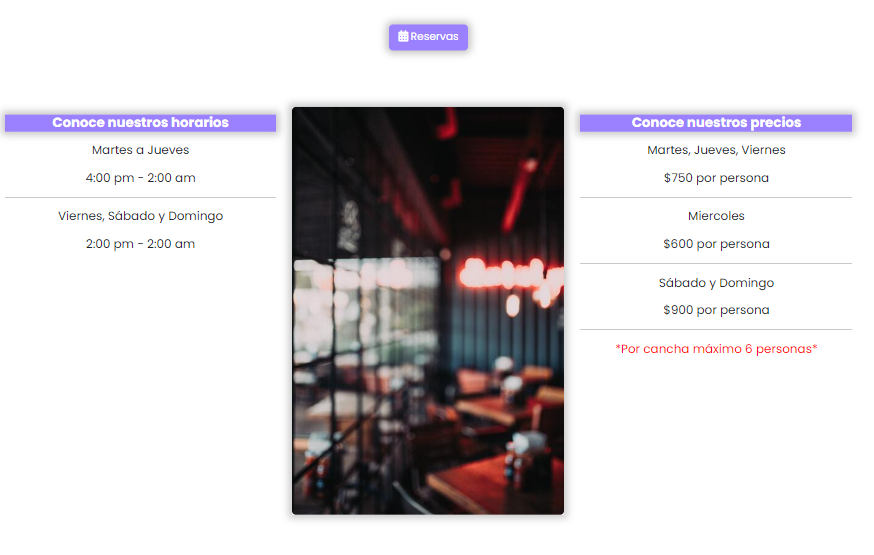 Reservas
Conoce nuestros horarios
Martes a Jueves
4:00 pm - 2:00 am
Viernes, Sábado y Domingo
2:00 pm - 2:00 am
Conoce nuestros precios
Martes, Jueves, Viernes
$750 por persona
Miercoles
$600 por persona
Sábado y Domingo
$900 por persona
*Por cancha máximo 6 personas*